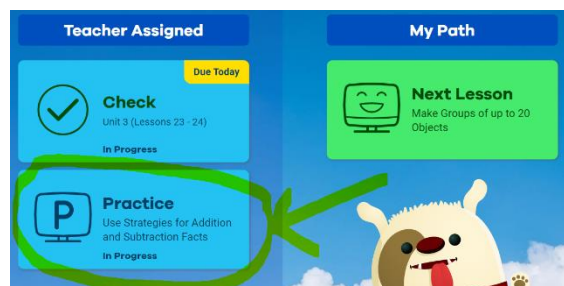 Teacher Assigned
Due Today
Check
Unit 3 (Lessons 23 - 24)
In Progress
P
Practice
Use Strategies for Addition
and Subtraction Facts
In Progress
My Path
Next Lesson
Make Groups of up to 20
Objects